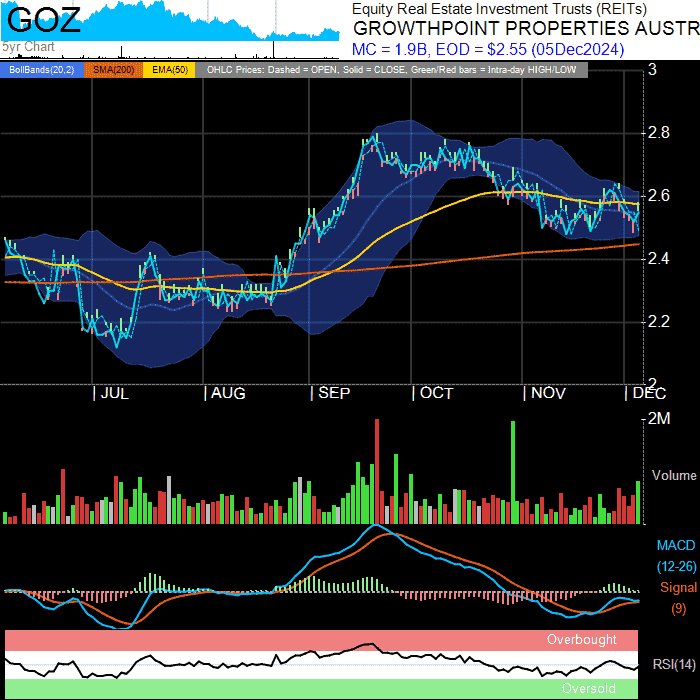 GOZ
Equity Real Estate Investment Trusts (REITs)
GROWTHPOINT PROPERTIES AUSTR
5yr Chart
MC = 1.9B, EOD = $2.55 (05Dec2024)
BollBands(20,2) SMA(200) EMA(50) OHLC Prices: Dashed = OPEN, Solid = CLOSE, Green/Red bars = Intra-day HIGH/LOW
3
2.8
2.6
2.4
2.2
2
JUL AUG SEP OCT NOV DEC
2M
Volume
MACD
(12-26)
Signal
(9)
Overbought
RSI(14)
Oversold